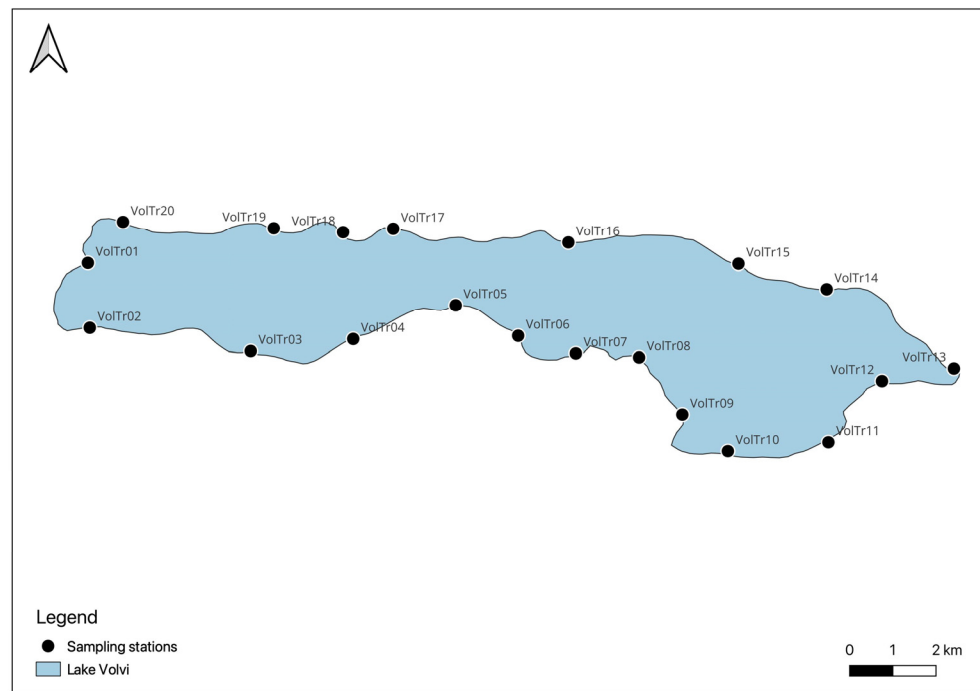 VolTr20
VolTr19
VolTr18
VolTr17
VolTr16
VolTr01
VolTr15
VolTr14
VolTr05
VolTr02
VolTr04
VolTr06
VolTr03
VolTr07
VolTr08
VolTr13
VolTr12
VolTr09
VolTr11
VolTr10
Legend
Sampling stations
Lake Volvi
0 1 2 km